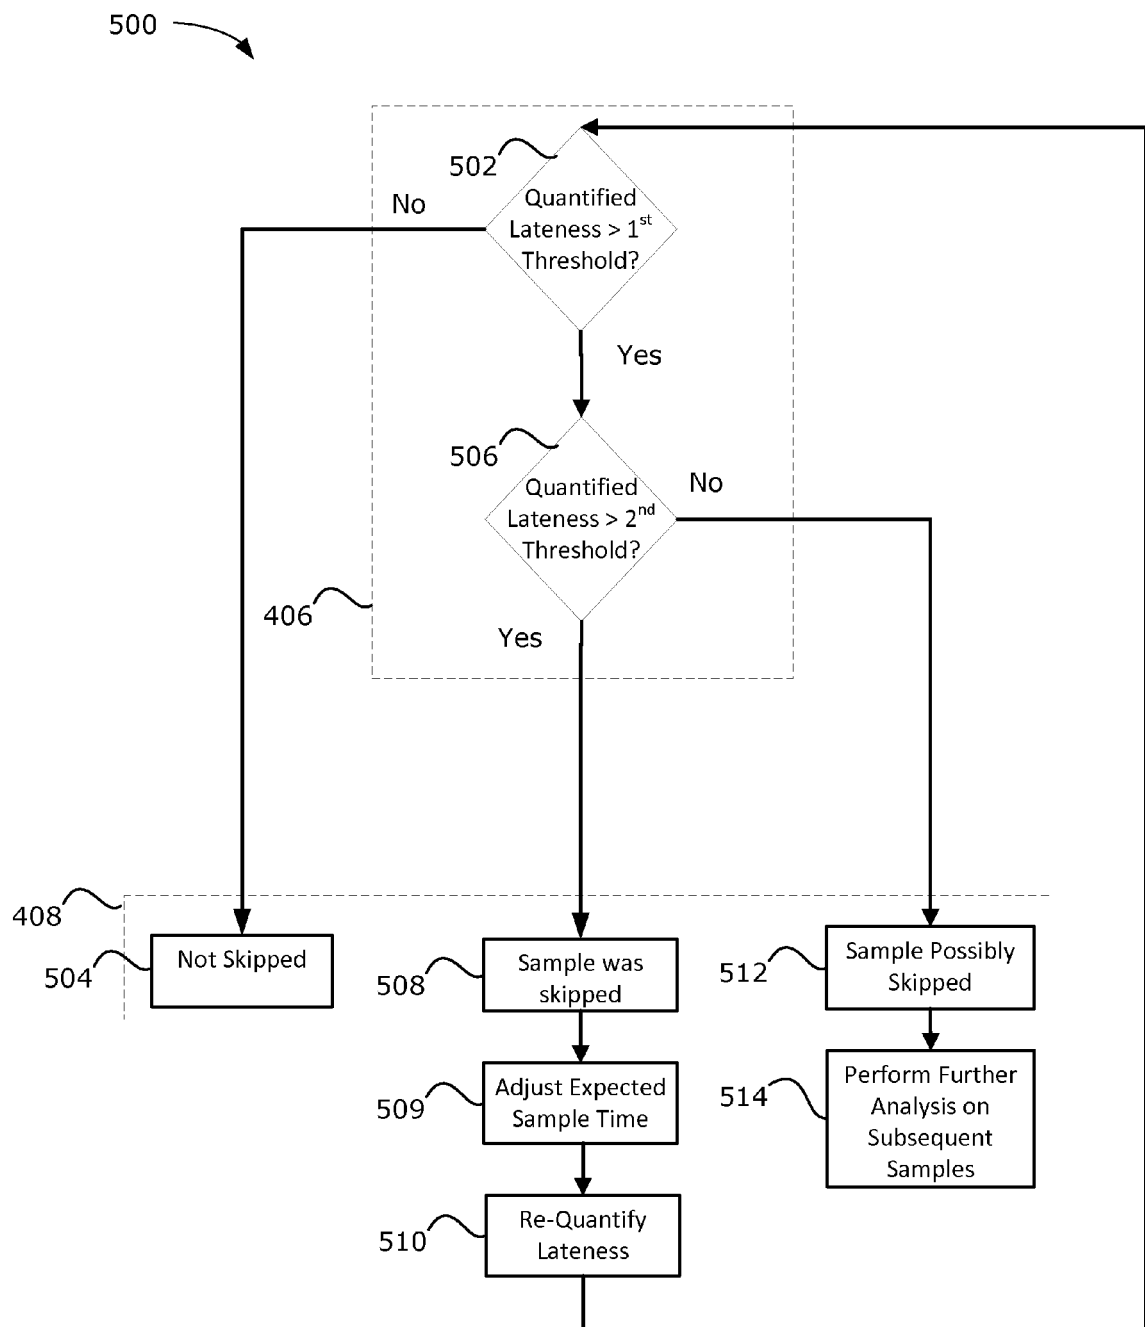 500
502
Quantified
Lateness > 1st
Threshold?
No
Yes
506
Quantified
Lateness > 2nd
Threshold?
No
406
Yes
408
504
Not Skipped
508
Sample was
skipped
512
Sample Possibly
Skipped
509
Adjust Expected
Sample Time
514
Perform Further
Analysis on
Subsequent
Samples
510
Re-Quantify
Lateness